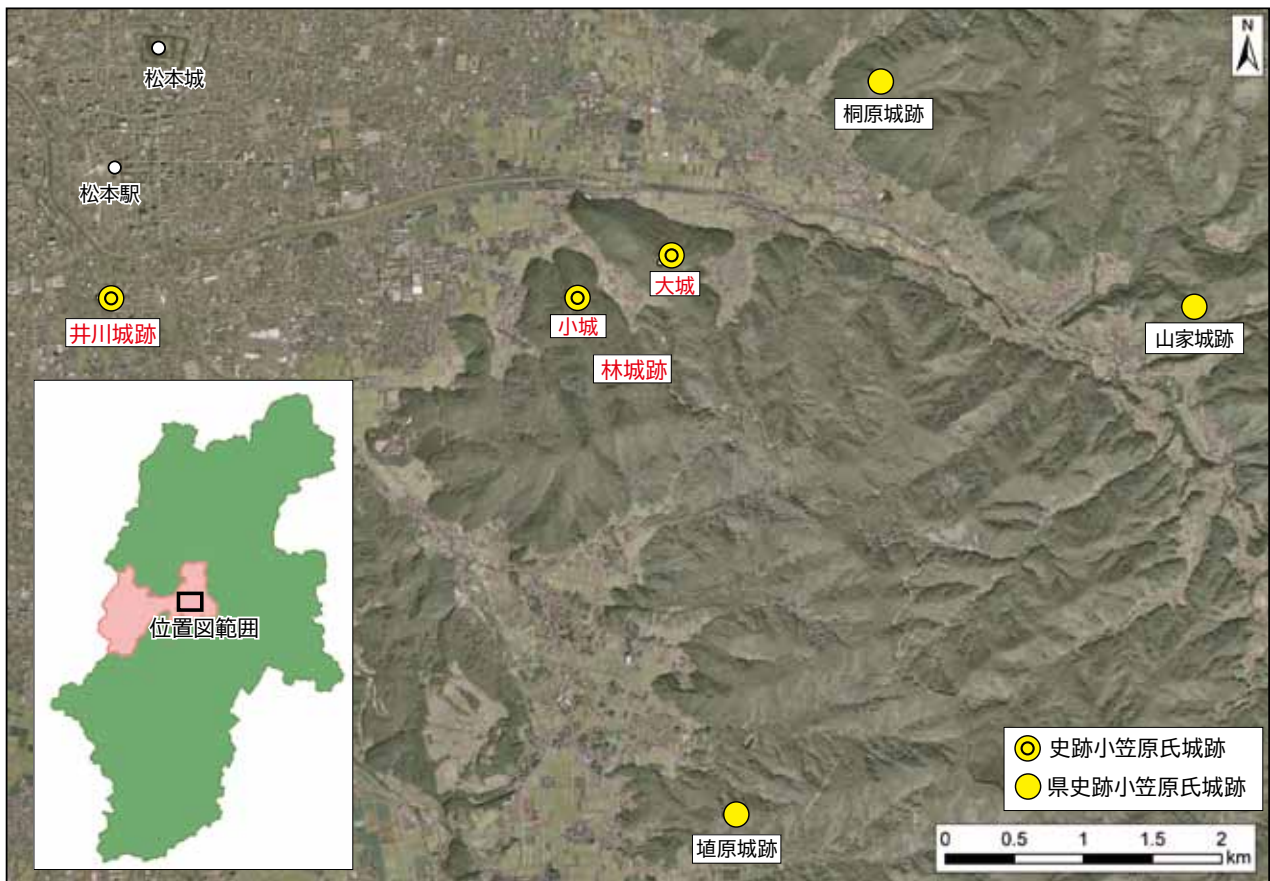 松本城
N
桐原城跡
松本駅
大城
井川城跡
小城
山家城跡
林城跡
位置図範囲
史跡小笠原氏城跡
県史跡小笠原氏城跡
埴原城跡
0 0.5 1 1.5 2
km